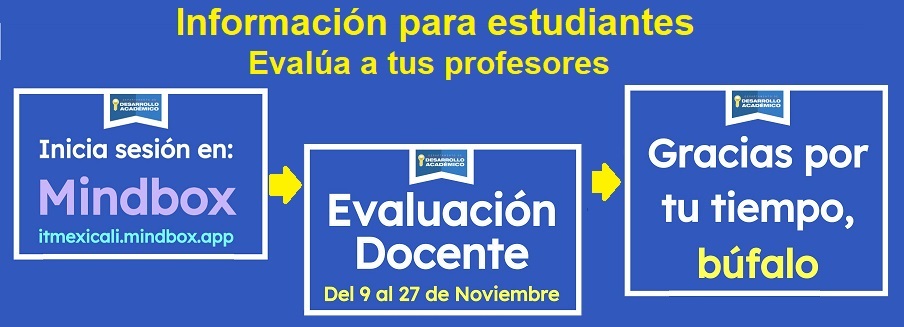 Información para estudiantes
Evalúa a tus profesores
DESARROLLO
ACADÉMICO
Inicia sesión en:
Mindbox
itmexicali.mindbox.app
DESARROLLO
ACADÉMICO
Evaluación
Docente
Del 9 al 27 de Noviembre
DESARROLLO
ACADÉMICO
Gracias por
tu tiempo,
búfalo